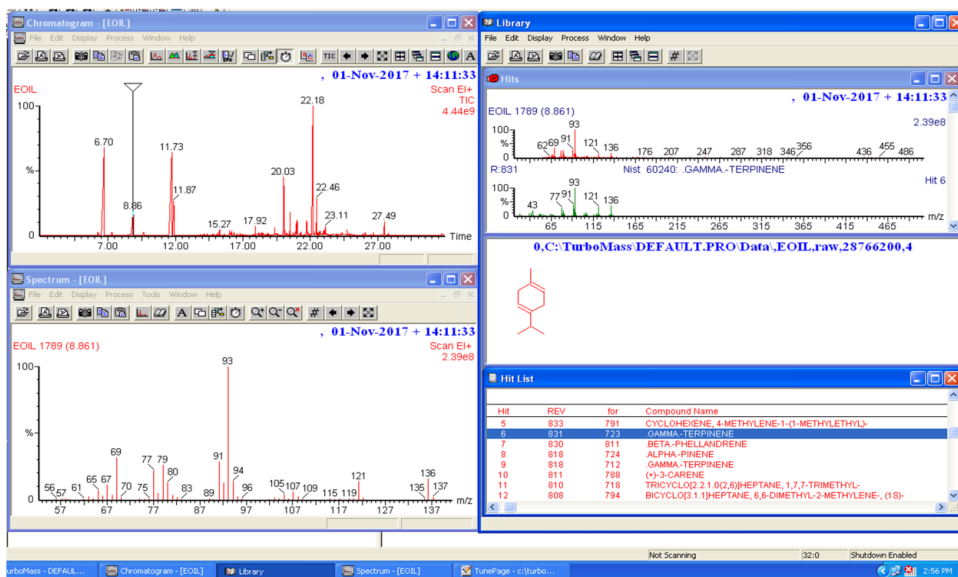 Chromatogram - [EOIL]
File Edit Display Process Window Help
TIC
A
, 01-Nov-2017 + 14:11:33
EOIL
Scan EI+
TIC
4.44e9
100
%
0
6.70
8.86
11.73
11.87
15.27
17.92
20.03
22.18
22.46
23.11
27.49
7.00 12.00 17.00 22.00 27.00
Time
Spectrum - [EOIL]
File Edit Display Process Tools Window Help
A
#
, 01-Nov-2017 + 14:11:33
EOIL 1789 (8.861)
Scan EI+
2.39e8
100
%
0
56 57 61 65 67 69 70 75 77 79 80 83 89 91 93 94 96 105 107 109 115 119 121 135 136 137
m/z
57 67 77 87 97 107 117 127 137
Library
File Edit Display Process Window Help
#
Hits
, 01-Nov-2017 + 14:11:33
EOIL 1789 (8.861)
2.39e8
100
%
0
62 69 91 93 121 136 176 207 247 287 318 346 356 436 455 486
R:831
Nist 60240: .GAMMA.-TERPINENE
Hit 6
100
%
0
43 77 91 93 121 136
m/z
65 115 165 215 265 315 365 415 465
0,C:\TurboMass\DEFAULT.PRO\Data\,EOIL,raw,28766200,4
Hit List
Hit REV for Compound Name
5 833 791 CYCLOHEXENE, 4-METHYLENE-1-(1-METHYLETHYL)-
6 831 723 .GAMMA.-TERPINENE
7 830 811 .BETA.-PHELLANDRENE
8 818 724 .ALPHA.-PINENE
9 818 712 .GAMMA.-TERPINENE
10 811 788 (+)-3-CARENE
11 810 718 TRICYCLO[2.2.1.0(2,6)]HEPTANE, 1,7,7-TRIMETHYL-
12 808 794 BICYCLO[3.1.1]HEPTANE, 6,6-DIMETHYL-2-METHYLENE-, (1S)-
Not Scanning 32:0 Shutdown Enabled
urboMass - DEFAUL... Chromatogram - [EOIL] Library Spectrum - [EOIL] TunePage - c:\turbo... 2:56 PM